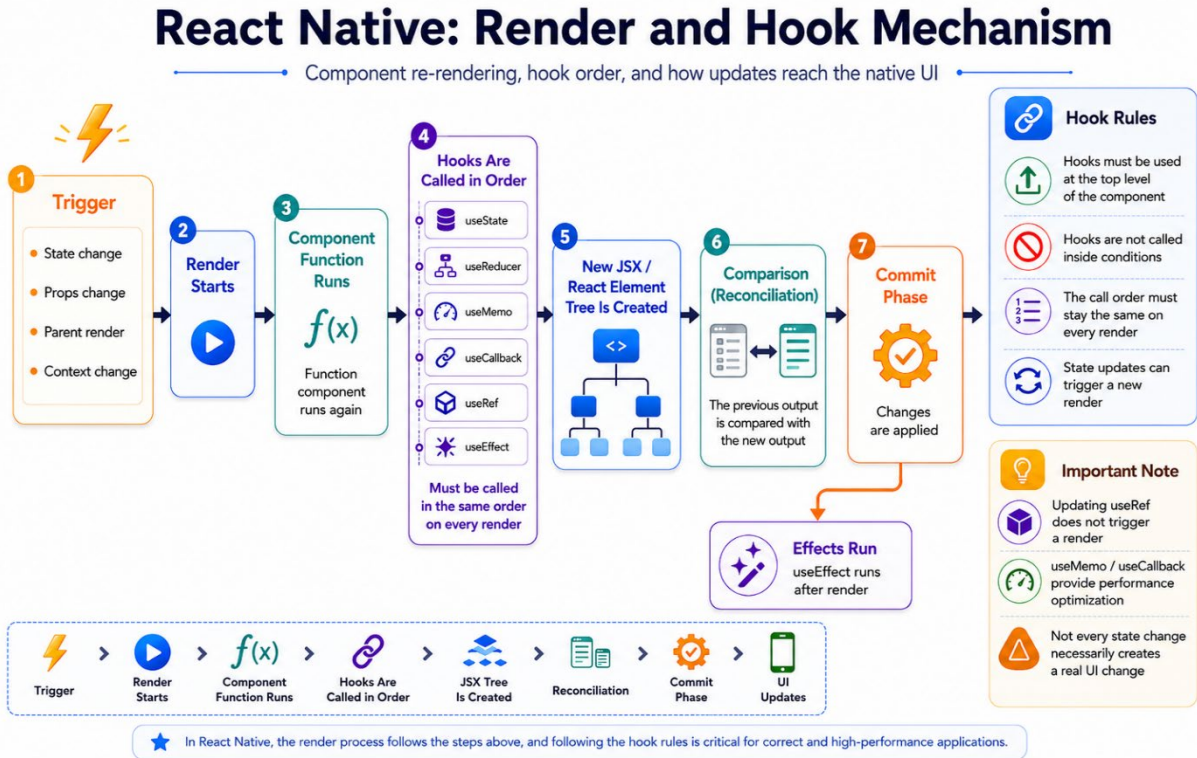 React Native: Render and Hook Mechanism
Component re-rendering, hook order, and how updates reach the native UI
1
Trigger
State change
Props change
Parent render
Context change
2
Render
Starts
3
Component
Function
Runs
f(x)
Function
component
runs again
4
Hooks Are
Called in Order
useState
useReducer
useMemo
useCallback
useRef
useEffect
Must be called
in the same order
on every render
5
New JSX /
React Element
Tree Is Created
<>
6
Comparison
(Reconciliation)
The previous output
is compared with
the new output
7
Commit
Phase
Changes
are applied
Effects Run
useEffect runs
after render
Hook Rules
Hooks must be used
at the top level
of the component
Hooks are not called
inside conditions
1
2
3
The call order must
stay the same on
every render
State updates can
trigger a new
render
Important Note
Updating useRef
does not trigger
a render
useMemo / useCallback
provide performance
optimization
Not every state change
necessarily creates
a real UI change
Trigger
Render
Starts
f(x)
Component
Function Runs
Hooks Are
Called in Order
JSX Tree
Is Created
Reconciliation
Commit
Phase
UI
Updates
In React Native, the render process follows the steps above, and following the hook rules is critical for correct and high-performance applications.